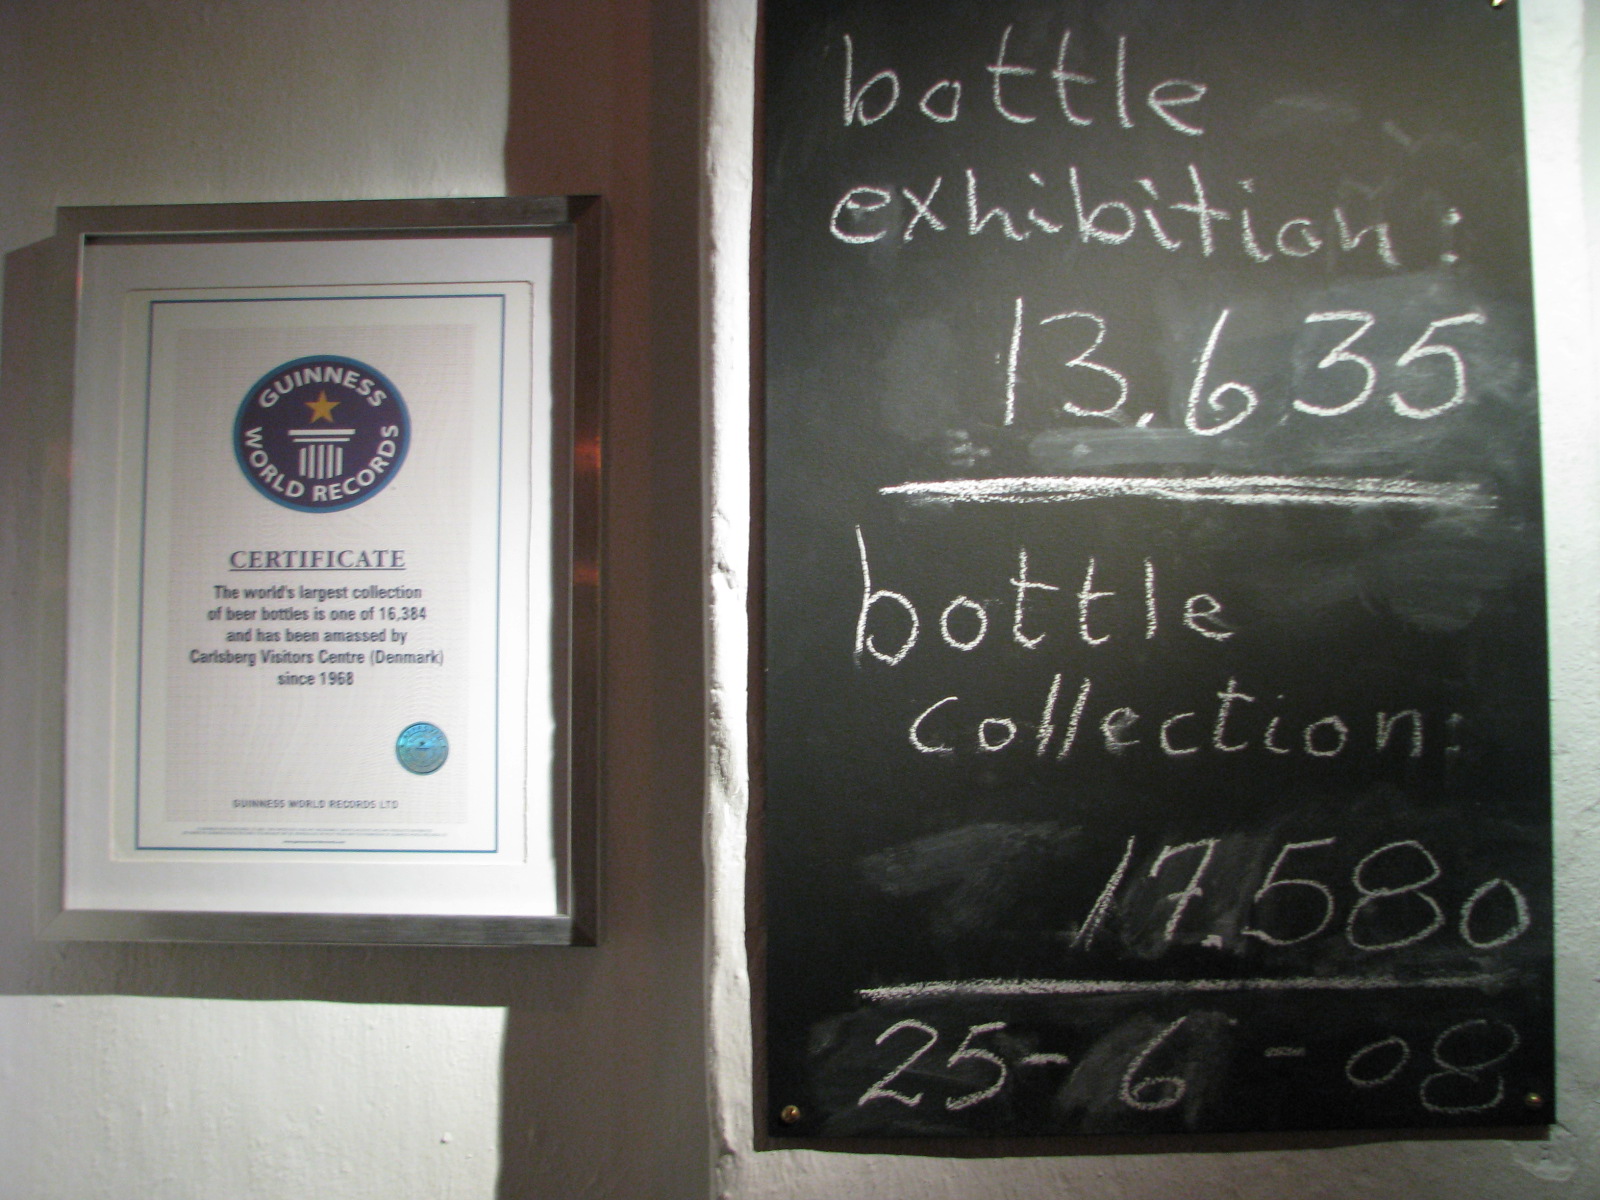 GUINNESS
WORLD RECORDS
CERTIFICATE
The world's largest collection
of beer bottles is one of 16,384
and has been amassed by
Carlsberg Visitors Centre (Denmark)
since 1968
GUINNESS WORLD RECORDS LTD
bottle
exhibition:
13.635
bottle
collection:
17.580
25-6-08